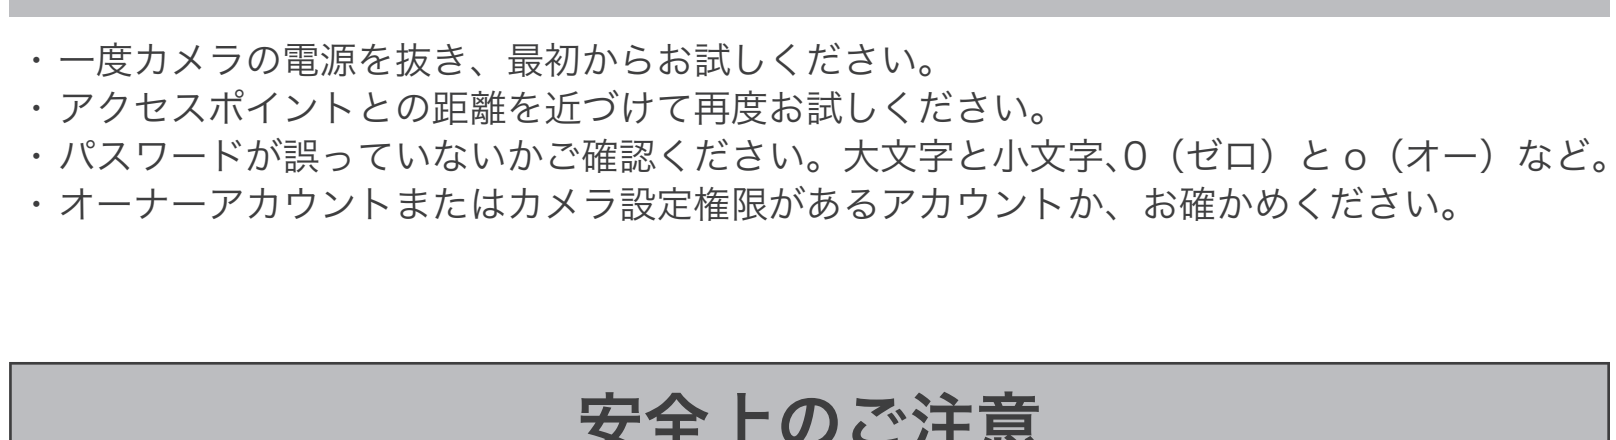 ・一度カメラの電源を抜き、最初からお試しください。
・アクセスポイントとの距離を近づけて再度お試しください。
・パスワードが誤っていないかご確認ください。大文字と小文字、0（ゼロ）とo（オー）など。
・オーナーアカウントまたはカメラ設定権限があるアカウントか、お確かめください。
安全上のご注意